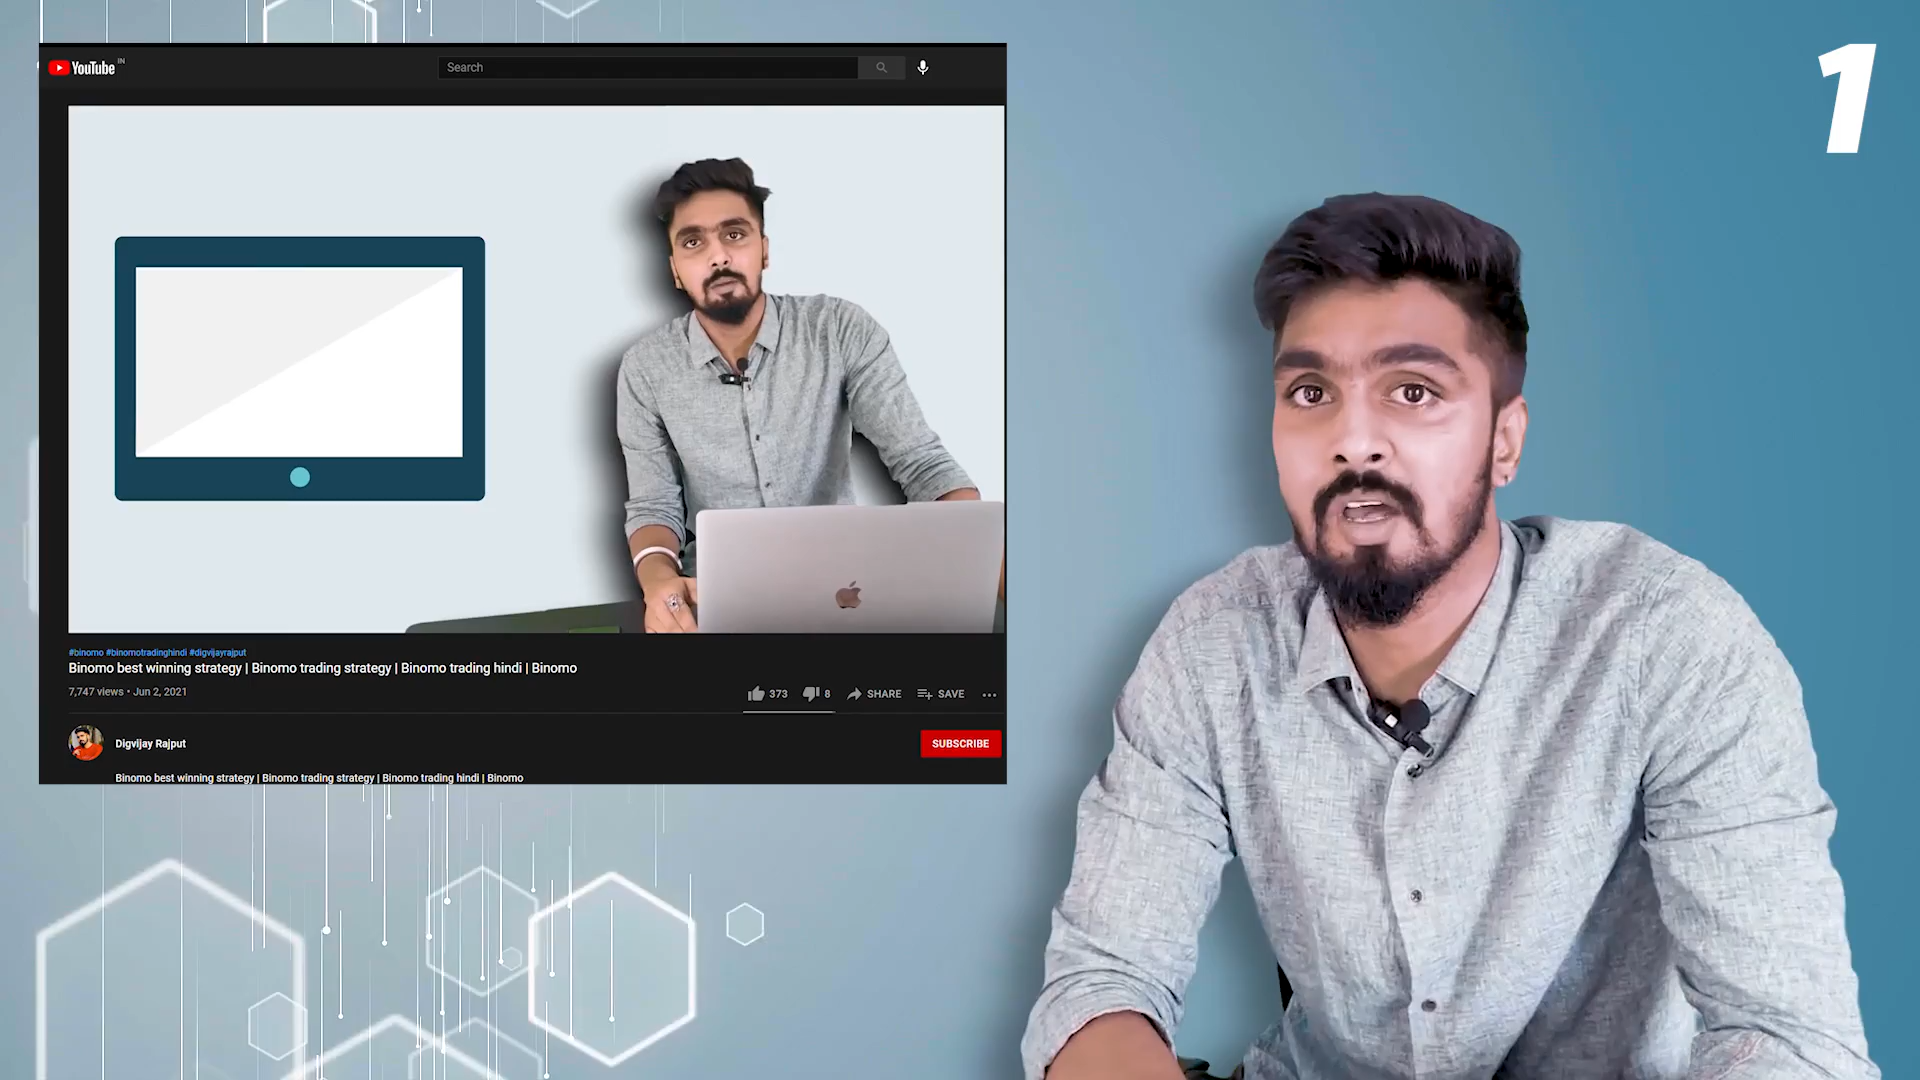 YouTube IN
Search
1
#binomo #binomotradinghindi #digvijayrajput
Binomo best winning strategy | Binomo trading strategy | Binomo trading hindi | Binomo
7,747 views • Jun 2, 2021
373 8 SHARE SAVE
Digvijay Rajput
SUBSCRIBE
Binomo best winning strategy | Binomo trading strategy | Binomo trading hindi | Binomo